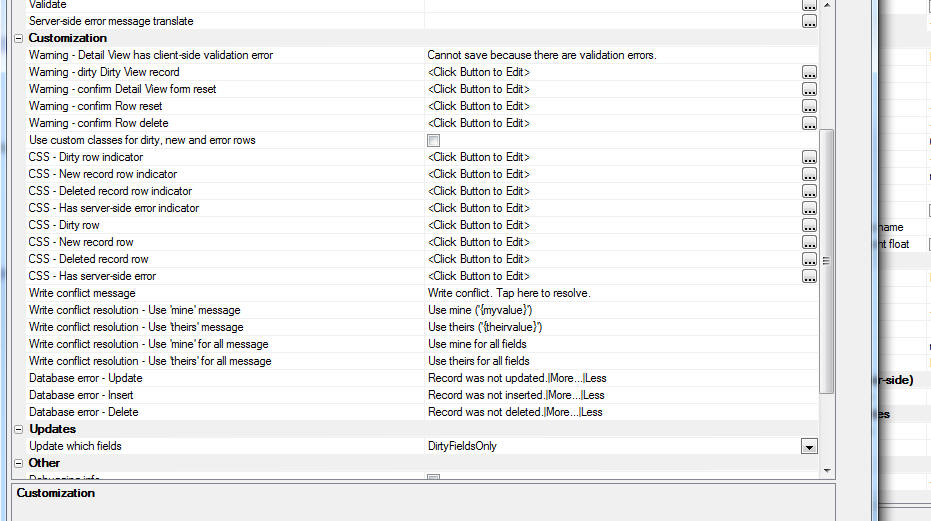 Validate ...
Server-side error message translate ...
Customization
Warning - Detail View has client-side validation error Cannot save because there are validation errors.
Warning - dirty Dirty View record <Click Button to Edit> ...
Warning - confirm Detail View form reset <Click Button to Edit> ...
Warning - confirm Row reset <Click Button to Edit> ...
Warning - confirm Row delete <Click Button to Edit> ...
Use custom classes for dirty, new and error rows
CSS - Dirty row indicator <Click Button to Edit> ...
CSS - New record row indicator <Click Button to Edit> ...
CSS - Deleted record row indicator <Click Button to Edit> ...
CSS - Has server-side error indicator <Click Button to Edit> ...
CSS - Dirty row <Click Button to Edit> ...
name
CSS - New record row <Click Button to Edit> ...
nt float
CSS - Deleted record row <Click Button to Edit> ...
CSS - Has server-side error <Click Button to Edit> ...
Write conflict message Write conflict. Tap here to resolve.
Write conflict resolution - Use 'mine' message Use mine ('{myvalue}')
Write conflict resolution - Use 'theirs' message Use theirs ('{theirvalue}')
Write conflict resolution - Use 'mine' for all message Use mine for all fields
Write conflict resolution - Use 'theirs' for all message Use theirs for all fields
Database error - Update Record was not updated.|More...|Less
r-side)
Database error - Insert Record was not inserted.|More...|Less
Database error - Delete Record was not deleted.|More...|Less
es
Updates
Update which fields DirtyFieldsOnly
Other
Debugging info
Customization